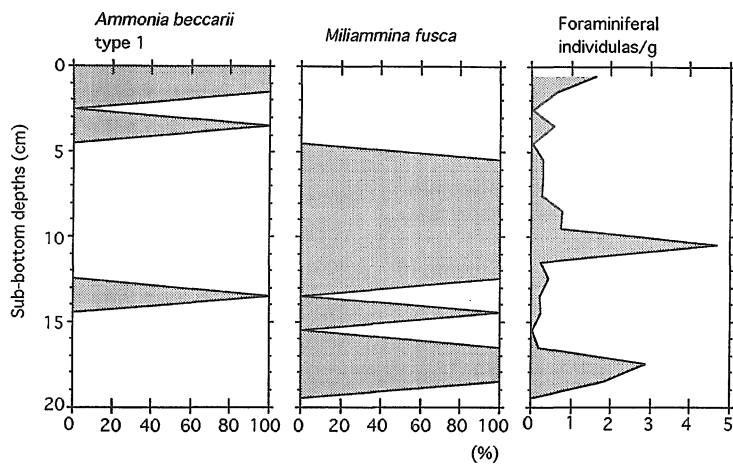 Ammonia beccarii
type 1
Miliammina fusca
Foraminiferal
individulas/g
Sub-bottom depths (cm)
0
5
10
15
20
0 20 40 60 80 100
0 20 40 60 80 100
0 1 2 3 4 5
(%)